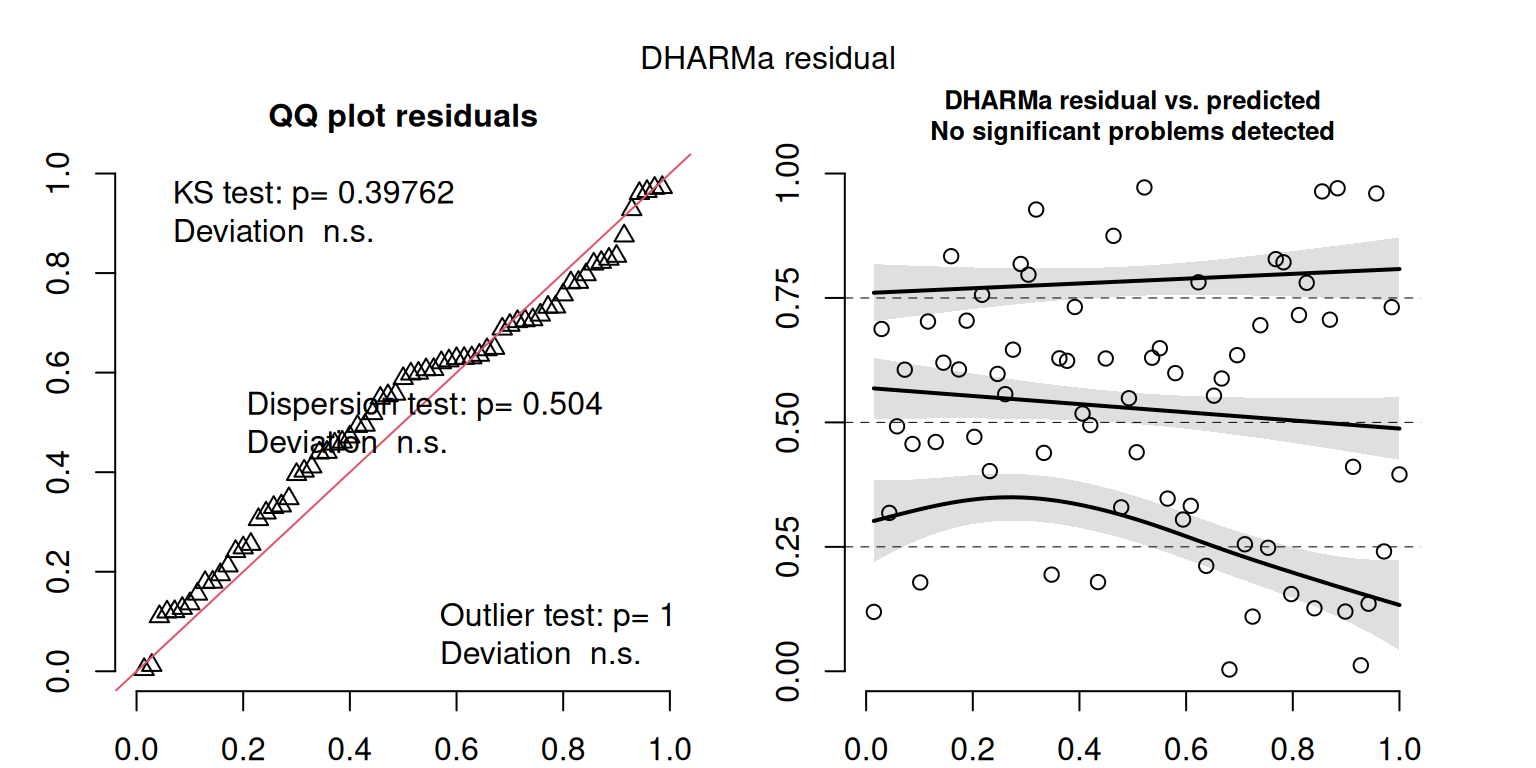 DHARMa residual
QQ plot residuals
KS test: p= 0.39762
Deviation  n.s.
Dispersion test: p= 0.504
Deviation  n.s.
Outlier test: p= 1
Deviation  n.s.
1.0
0.8
0.6
0.4
0.2
0.0
0.0 0.2 0.4 0.6 0.8 1.0
DHARMa residual vs. predicted
No significant problems detected
1.00
0.75
0.50
0.25
0.00
0.0 0.2 0.4 0.6 0.8 1.0